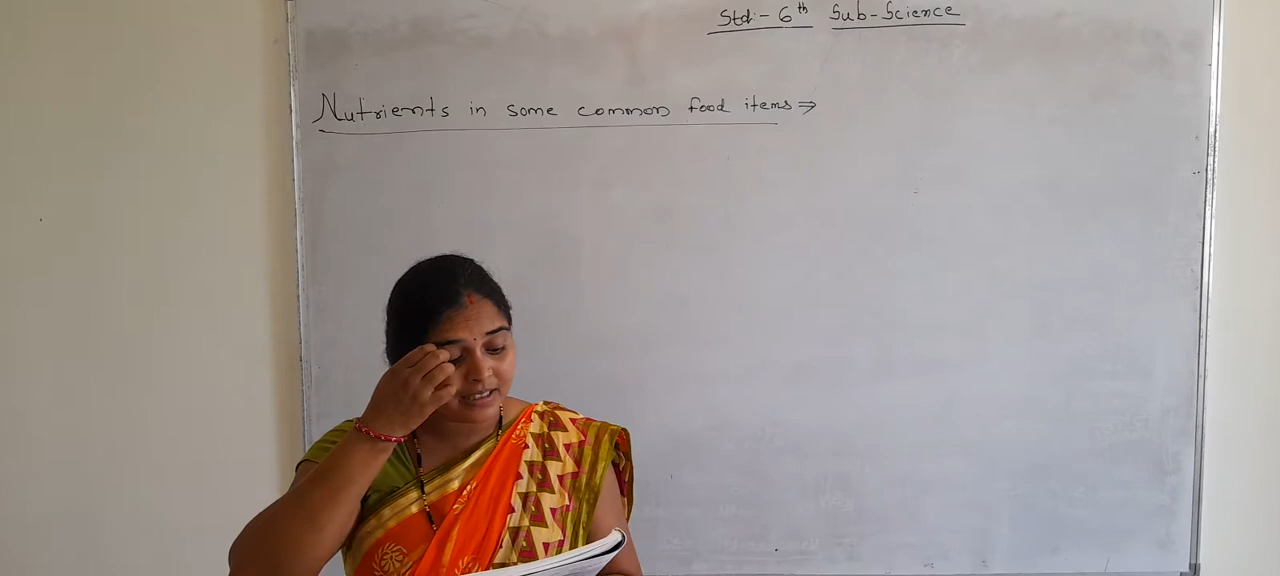 Std:- 6th Sub-Science
Nutrients in some common food items ⇒